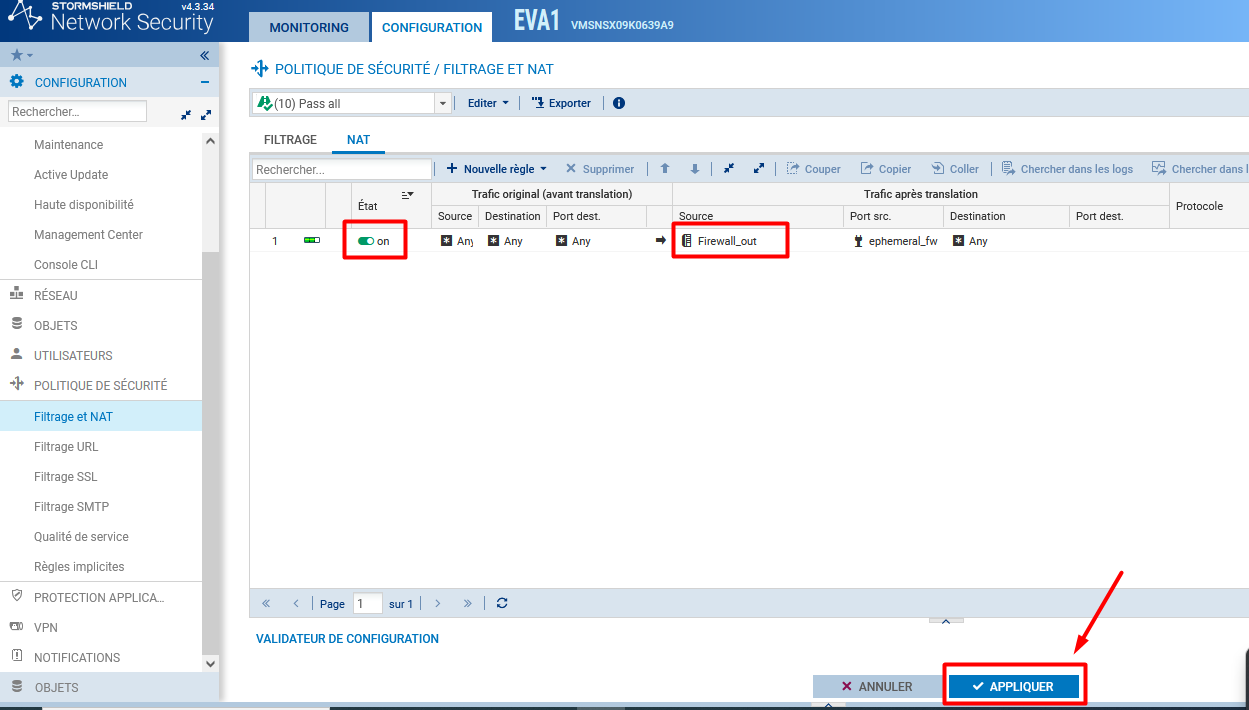 STORMSHIELD v4.3.34
Network Security
MONITORING CONFIGURATION EVA1 VMSNSX09K0639A9
CONFIGURATION
Rechercher...
Maintenance
Active Update
Haute disponibilité
Management Center
Console CLI
RÉSEAU
OBJETS
UTILISATEURS
POLITIQUE DE SÉCURITÉ
Filtrage et NAT
Filtrage URL
Filtrage SSL
Filtrage SMTP
Qualité de service
Règles implicites
PROTECTION APPLICA...
VPN
NOTIFICATIONS
OBJETS
POLITIQUE DE SÉCURITÉ / FILTRAGE ET NAT
(10) Pass all Editer Exporter
FILTRAGE NAT
Rechercher... Nouvelle règle Supprimer Couper Copier Coller Chercher dans les logs Chercher dans l
État Trafic original (avant translation) Trafic après translation Protocole
Source Destination Port dest. Source Port src. Destination Port dest.
1 on Any Any Any Firewall_out ephemeral_fw Any
Page 1 sur 1
VALIDATEUR DE CONFIGURATION
ANNULER APPLIQUER